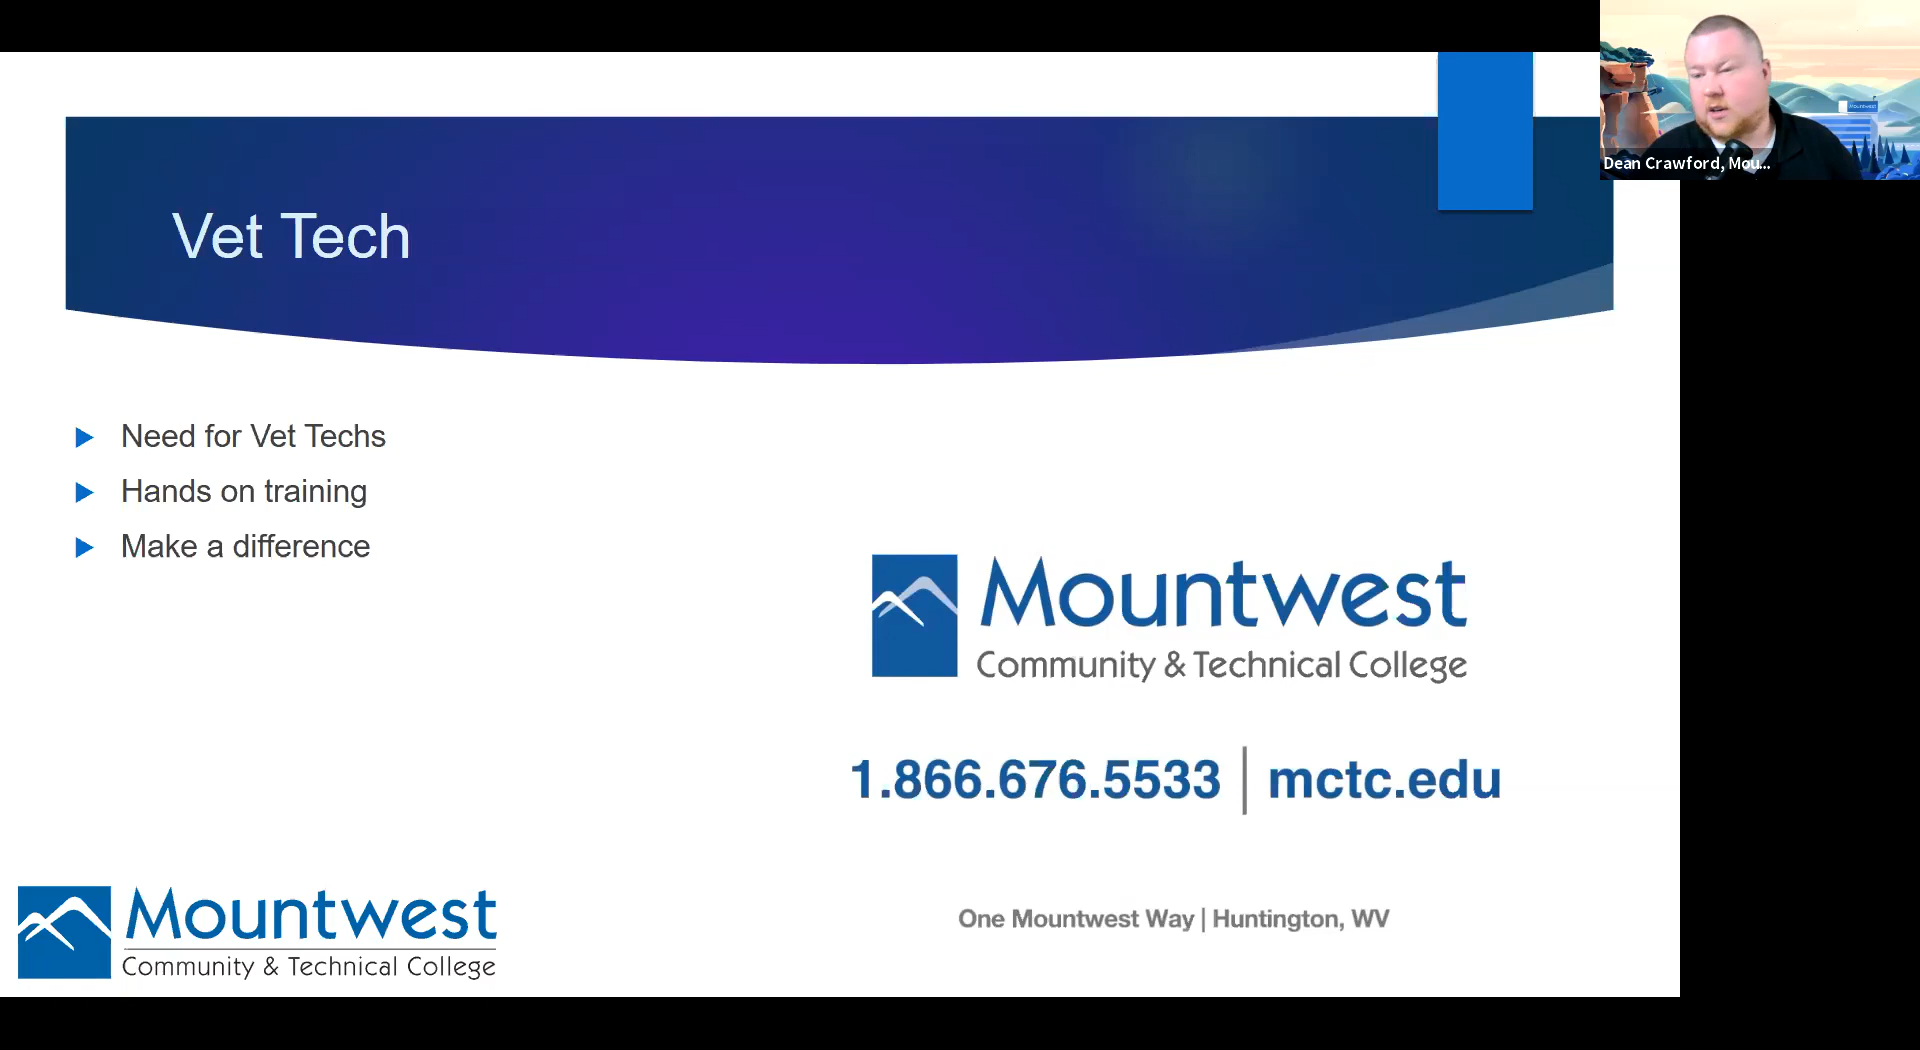 Vet Tech
Need for Vet Techs
Hands on training
Make a difference
Mountwest
Community & Technical College
1.866.676.5533 | mctc.edu
One Mountwest Way | Huntington, WV
Mountwest
Community & Technical College
Mountwest
Dean Crawford, Mou...